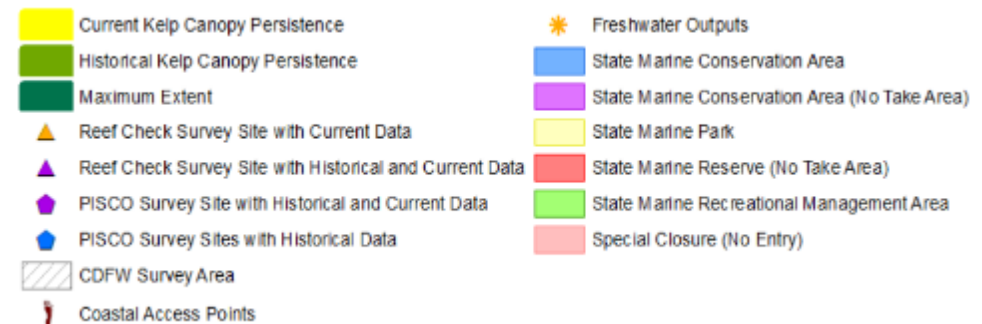 Current Kelp Canopy Persistence
Historical Kelp Canopy Persistence
Maximum Extent
Reef Check Survey Site with Current Data
Reef Check Survey Site with Historical and Current Data
PISCO Survey Site with Historical and Current Data
PISCO Survey Sites with Historical Data
CDFW Survey Area
Coastal Access Points
Freshwater Outputs
State Marine Conservation Area
State Marine Conservation Area (No Take Area)
State Marine Park
State Marine Reserve (No Take Area)
State Marine Recreational Management Area
Special Closure (No Entry)